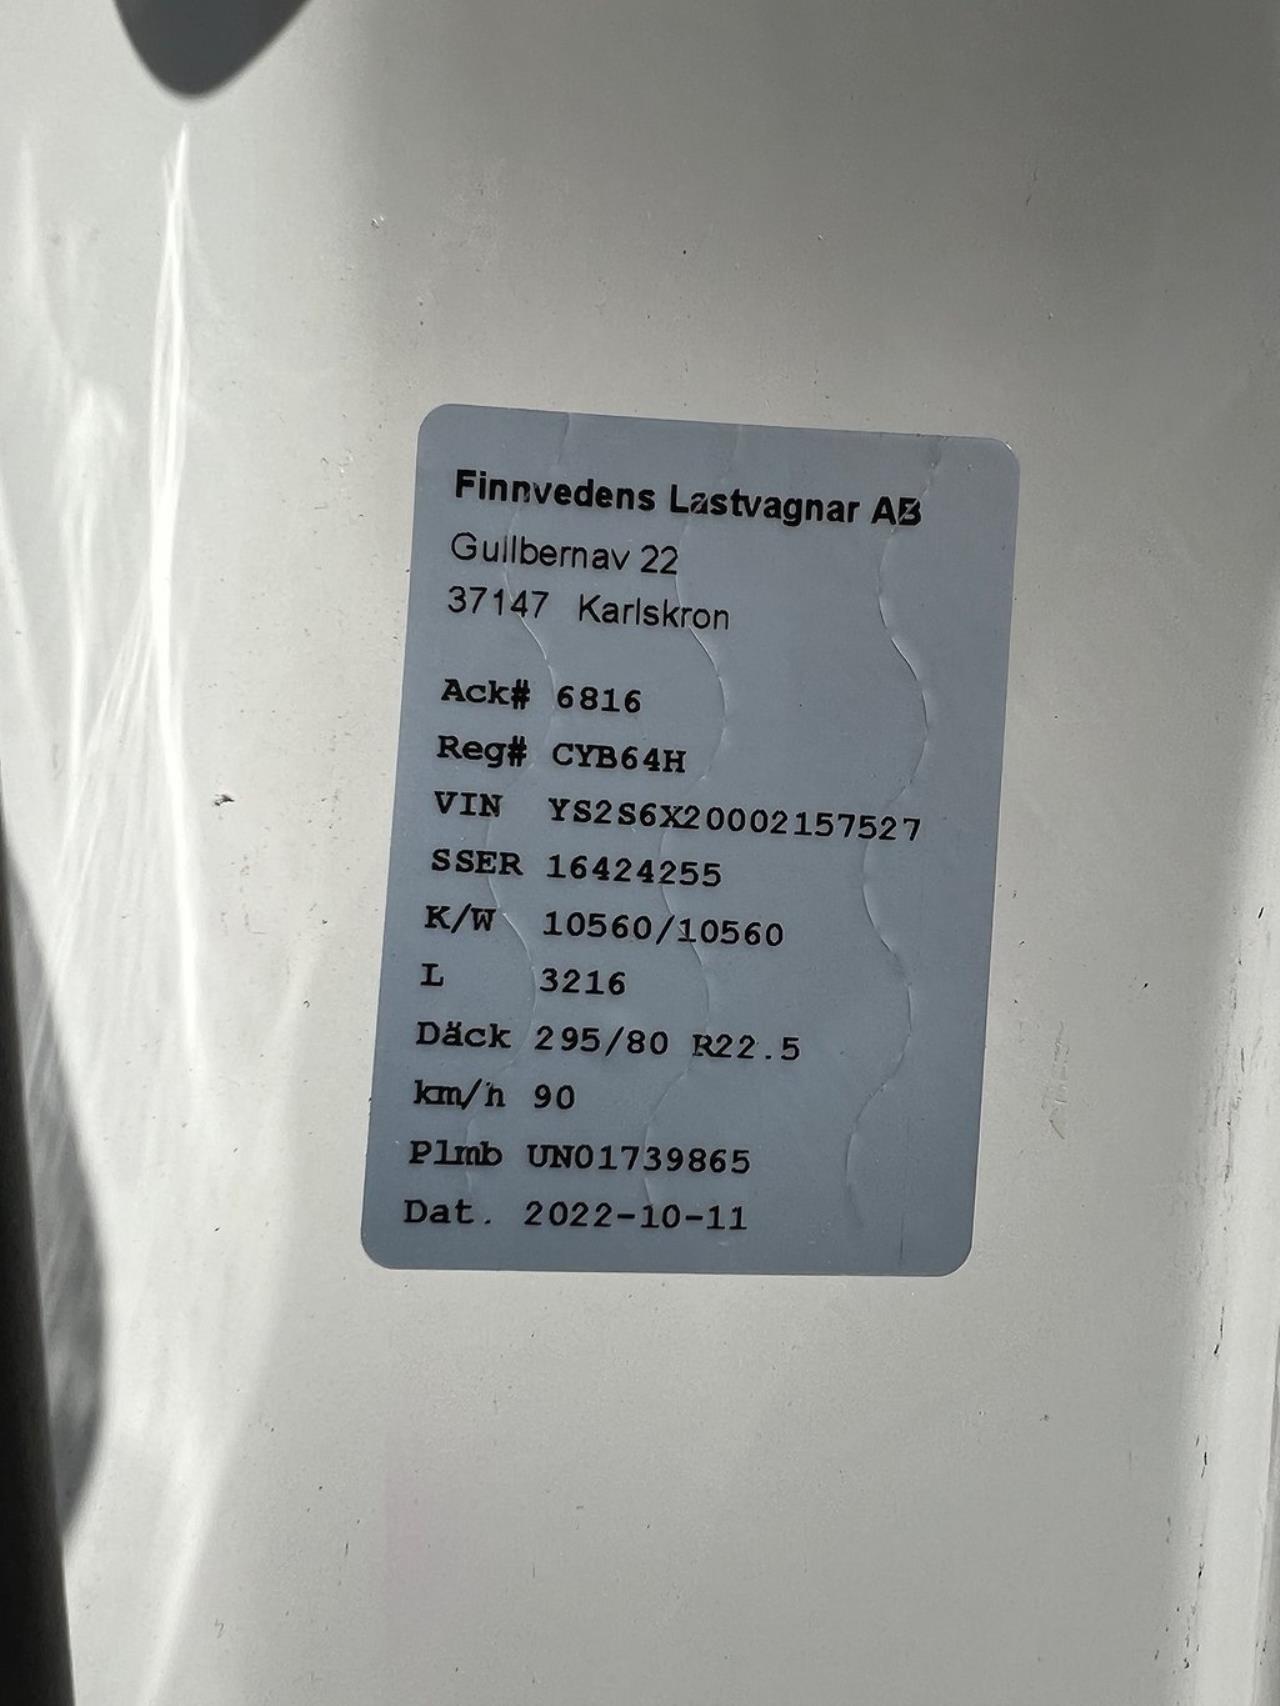 Finnvedens Lastvagnar AB
Gullbernav 22
37147 Karlskron
Ack# 6816
Reg# CYB64H
VIN YS2S6X20002157527
SSER 16424255
K/W 10560/10560
L 3216
Däck 295/80 R22.5
km/h 90
Plmb UN01739865
Dat. 2022-10-11